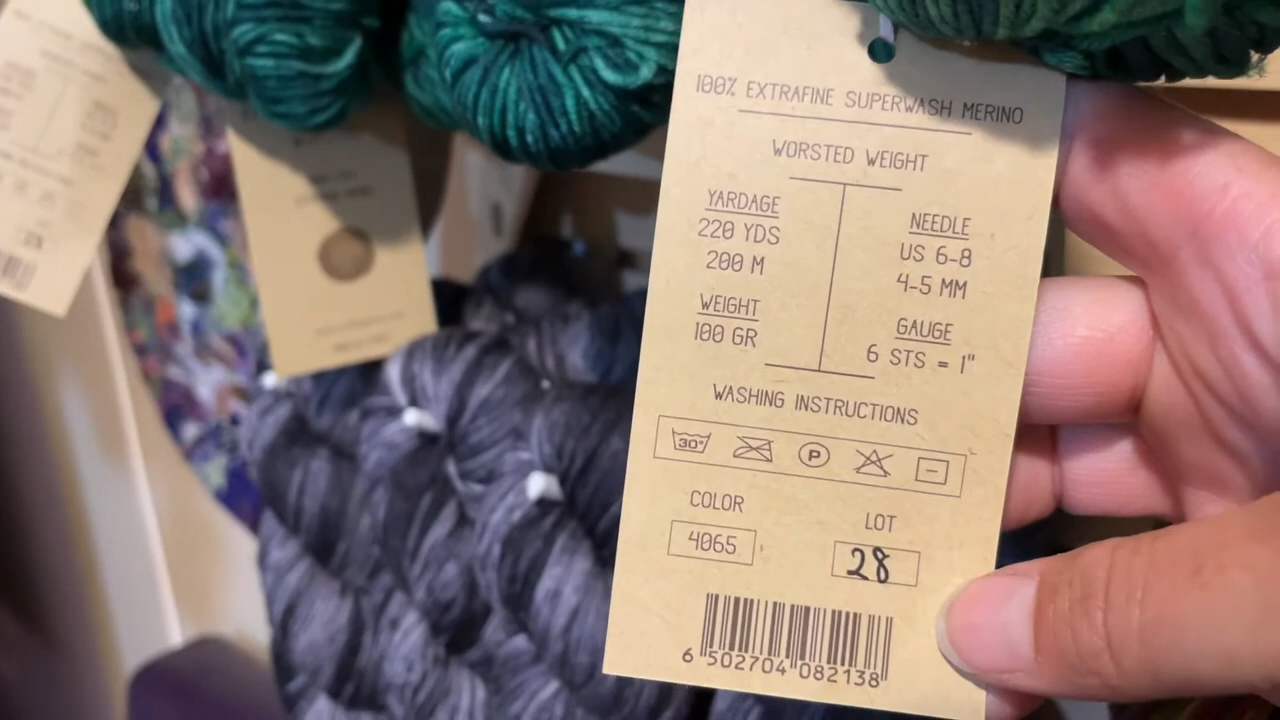 100% EXTRAFINE SUPERWASH MERINO
WORSTED WEIGHT
YARDAGE
220 YDS
200 M
WEIGHT
100 GR
NEEDLE
US 6-8
4-5 MM
GAUGE
6 STS = 1"
WASHING INSTRUCTIONS
30°
P
COLOR
4065
LOT
28
6 502704 082138